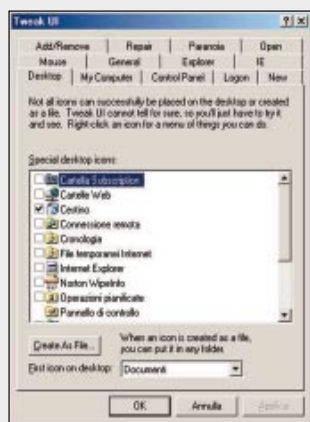 Tweak UI
Add/Remove Repair Paranoia Open
Mouse General Explorer IE
Desktop My Computer Control Panel Logon New
Not all icons can successfully be placed on the desktop or created
as a file. Tweak UI cannot tell for sure, so you'll just have to try it
and see. Right-click an icon for a menu of things you can do.
Special desktop icons:
Cartella Subscription
Cartelle Web
Cestino
Connessione remota
Cronologia
File temporanei Internet
Internet Explorer
Norton WipeInfo
Operazioni pianificate
Pannello di controllo
Create As File...
When an icon is created as a file,
you can put it in any folder.
First icon on desktop: Documenti
OK Annulla Applica